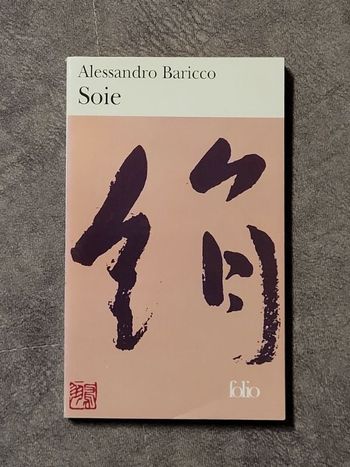 Alessandro Baricco
Soie
絹
folio